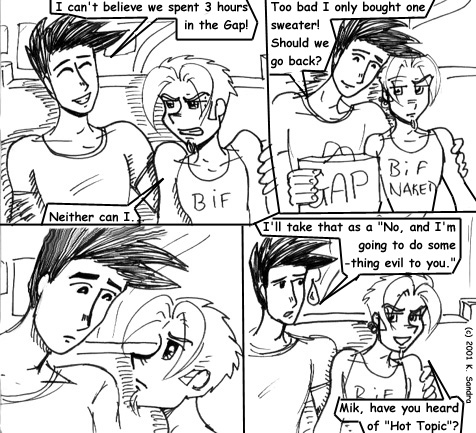 I can't believe we spent 3 hours
in the Gap!
BiF
Neither can I.
Too bad I only bought one
sweater!
Should we
go back?
GAP
BiF
NAKED
I'll take that as a "No, and I'm
going to do some
-thing evil to you."
BiF
Mik, have you heard
of "Hot Topic"?
(c) 2001 K. Sandra